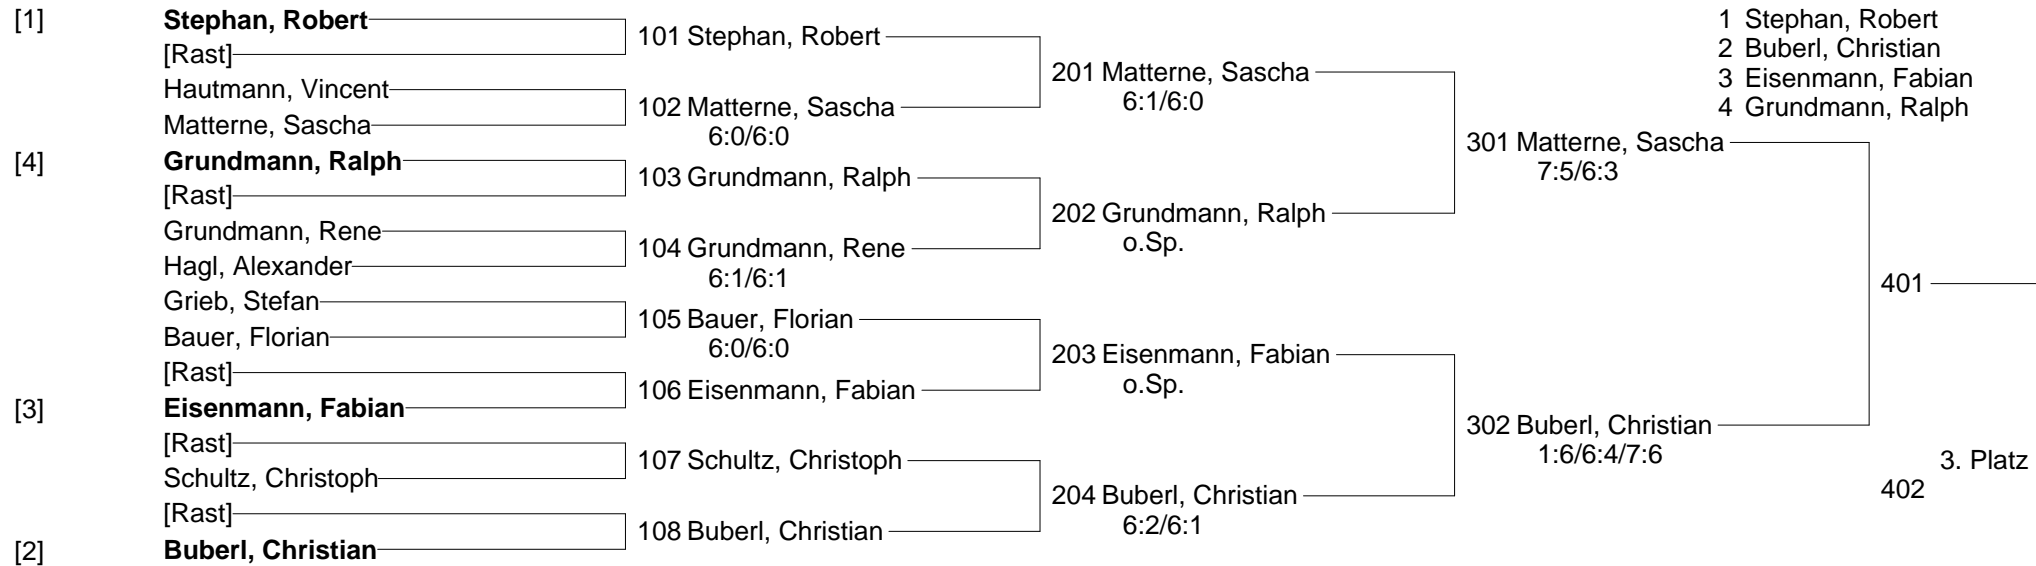 [1] Stephan, Robert
[Rast]
Hautmann, Vincent
Matterne, Sascha
[4] Grundmann, Ralph
[Rast]
Grundmann, Rene
Hagl, Alexander
Grieb, Stefan
Bauer, Florian
[Rast]
[3] Eisenmann, Fabian
[Rast]
Schultz, Christoph
[Rast]
[2] Buberl, Christian
101 Stephan, Robert
102 Matterne, Sascha
6:0/6:0
103 Grundmann, Ralph
104 Grundmann, Rene
6:1/6:1
105 Bauer, Florian
6:0/6:0
106 Eisenmann, Fabian
107 Schultz, Christoph
108 Buberl, Christian
201 Matterne, Sascha
6:1/6:0
202 Grundmann, Ralph
o.Sp.
203 Eisenmann, Fabian
o.Sp.
204 Buberl, Christian
6:2/6:1
301 Matterne, Sascha
7:5/6:3
302 Buberl, Christian
1:6/6:4/7:6
401
3. Platz
402
1 Stephan, Robert
2 Buberl, Christian
3 Eisenmann, Fabian
4 Grundmann, Ralph